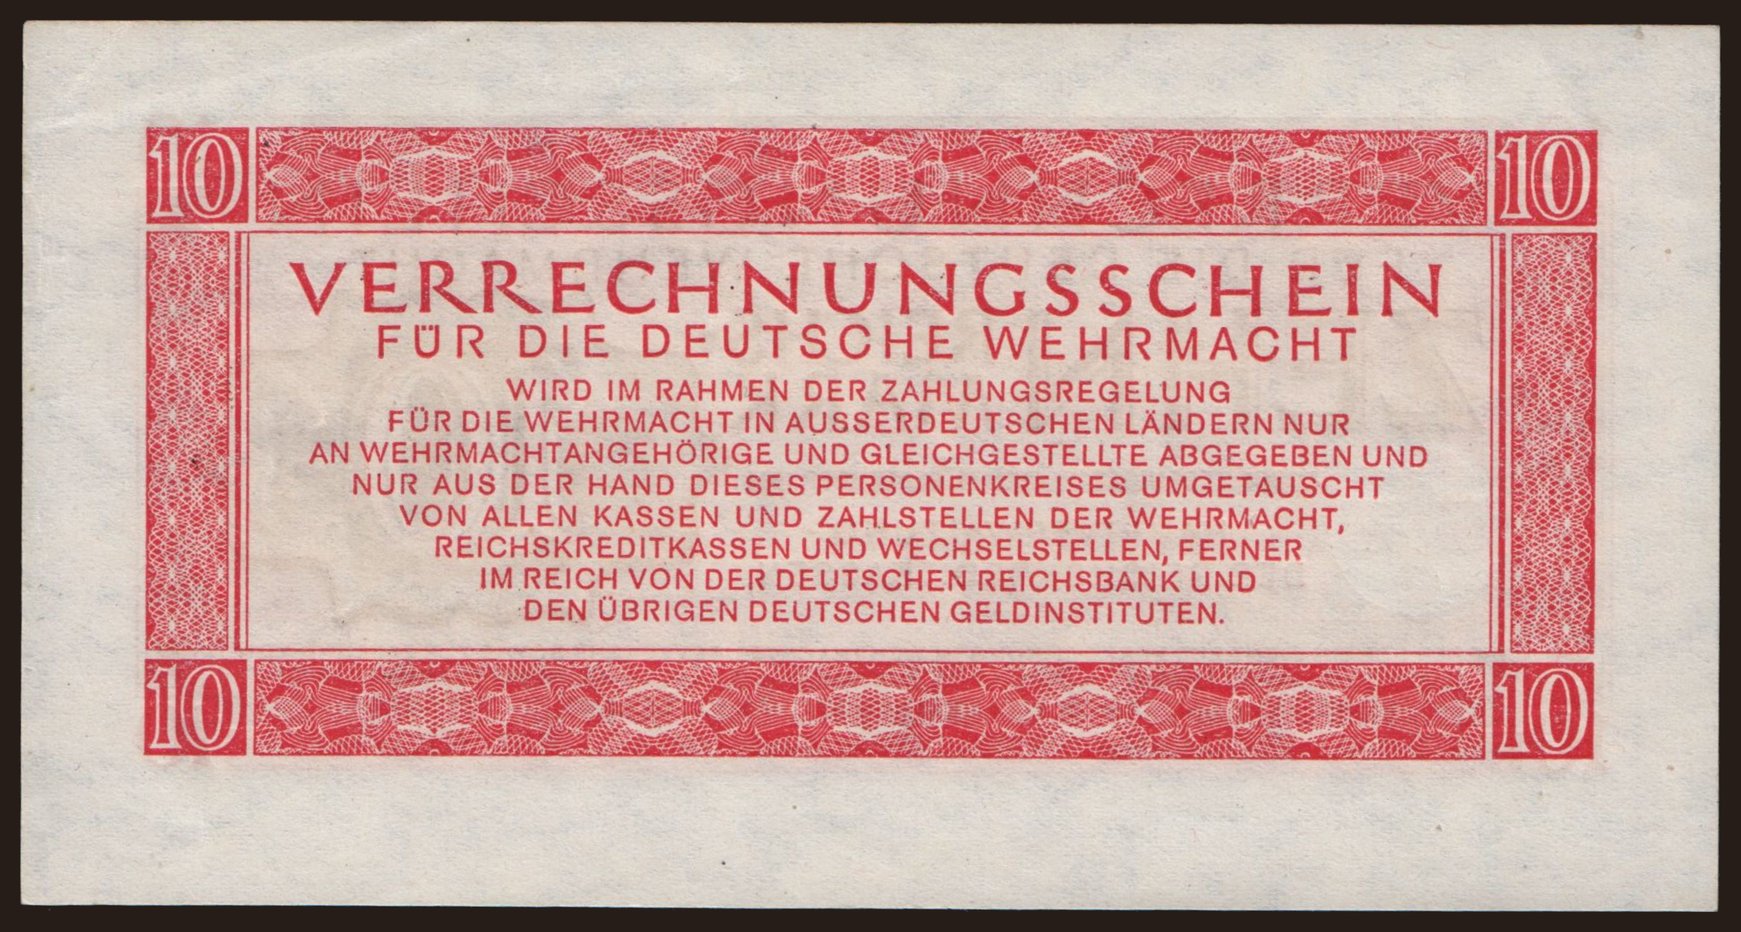 10 10
VERRECHNUNGSSCHEIN
FÜR DIE DEUTSCHE WEHRMACHT
WIRD IM RAHMEN DER ZAHLUNGSREGELUNG
FÜR DIE WEHRMACHT IN AUSSERDEUTSCHEN LÄNDERN NUR
AN WEHRMACHTANGEHÖRIGE UND GLEICHGESTELLTE ABGEGEBEN UND
NUR AUS DER HAND DIESES PERSONENKREISES UMGETAUSCHT
VON ALLEN KASSEN UND ZAHLSTELLEN DER WEHRMACHT,
REICHSKREDITKASSEN UND WECHSELSTELLEN, FERNER
IM REICH VON DER DEUTSCHEN REICHSBANK UND
DEN ÜBRIGEN DEUTSCHEN GELDINSTITUTEN.
10 10